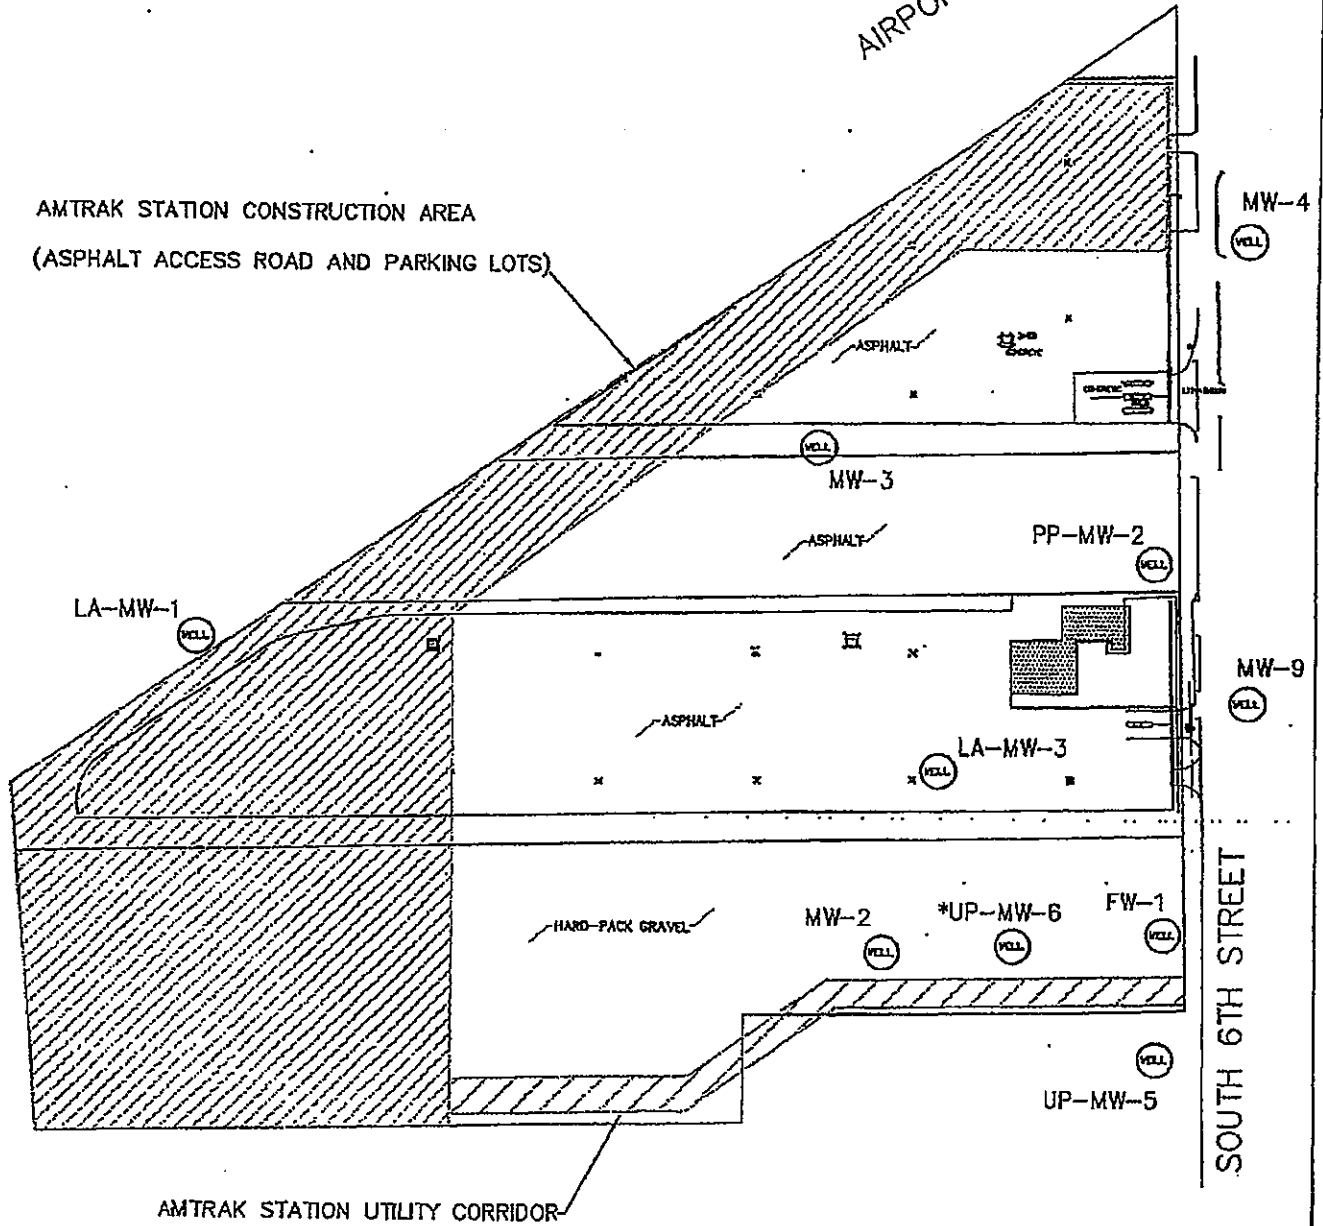 AIRPO
AMTRAK STATION CONSTRUCTION AREA
(ASPHALT ACCESS ROAD AND PARKING LOTS)
MW-4
WELL
ASPHALT
CONCRETE
WELL
MW-3
ASPHALT
PP-MW-2
WELL
LA-MW-1
WELL
MW-9
WELL
ASPHALT
LA-MW-3
WELL
HARD-PACK GRAVEL
MW-2
WELL
*UP-MW-6
WELL
FW-1
WELL
WELL
UP-MW-5
SOUTH 6TH STREET
AMTRAK STATION UTILITY CORRIDOR